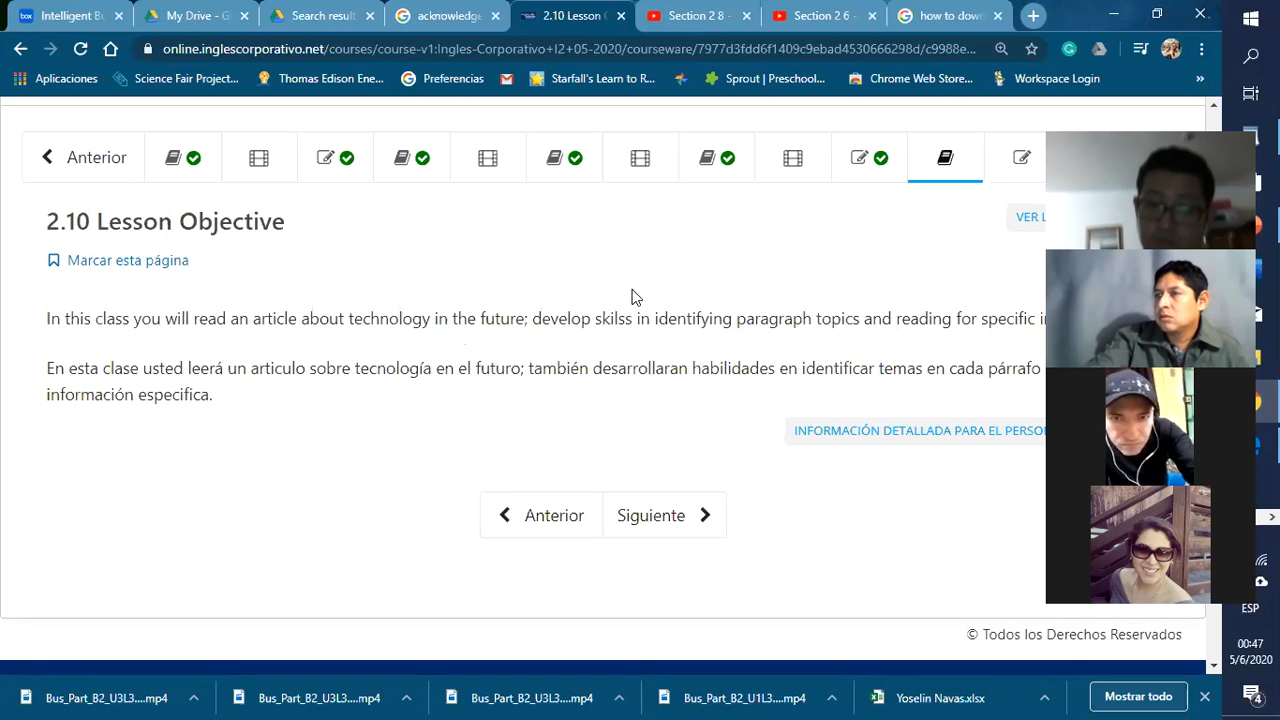 Intelligent Bu
My Drive - G
Search result
acknowledge
2.10 Lesson O
Section 2 8 -
Section 2 6 -
how to dow
online.inglescorporativo.net/courses/course-v1:Ingles-Corporativo+I2+05-2020/courseware/7977d3fdd6f1409c9ebad4530666298d/c9988e...
Aplicaciones
Science Fair Project...
Thomas Edison Ene...
Preferencias
Starfall's Learn to R...
Sprout | Preschool...
Chrome Web Store...
Workspace Login
»
Anterior
2.10 Lesson Objective
VER L
Marcar esta página
In this class you will read an article about technology in the future; develop skilss in identifying paragraph topics and reading for specific in
En esta clase usted leerá un articulo sobre tecnología en el futuro; también desarrollaran habilidades en identificar temas en cada párrafo
información especifica.
INFORMACIÓN DETALLADA PARA EL PERSON
Anterior
Siguiente
© Todos los Derechos Reservados
ESP
00:47
5/6/2020
4
Bus_Part_B2_U3L3....mp4
Bus_Part_B2_U3L3....mp4
Bus_Part_B2_U3L3....mp4
Bus_Part_B2_U1L3....mp4
Yoselin Navas.xlsx
Mostrar todo